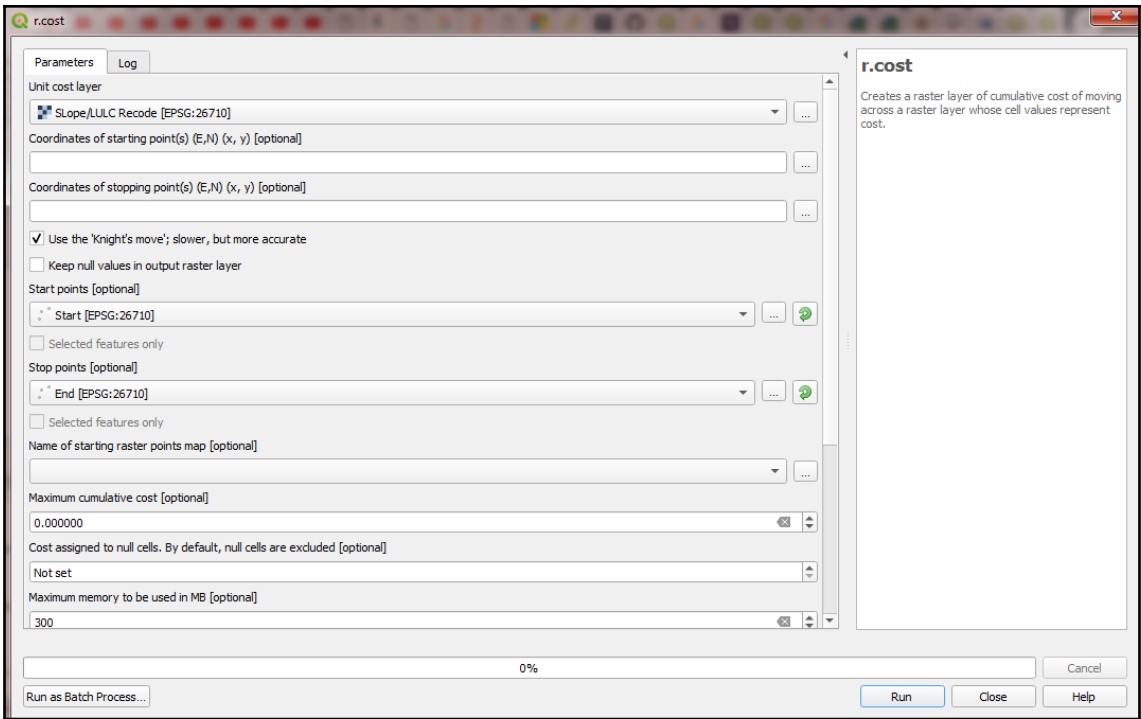 r.cost
Parameters
Log
Unit cost layer
SLope/LULC Recode [EPSG:26710]
...
Coordinates of starting point(s) (E,N) (x, y) [optional]
...
Coordinates of stopping point(s) (E,N) (x, y) [optional]
...
Use the 'Knight's move'; slower, but more accurate
Keep null values in output raster layer
Start points [optional]
Start [EPSG:26710]
...
Selected features only
Stop points [optional]
End [EPSG:26710]
...
Selected features only
Name of starting raster points map [optional]
...
Maximum cumulative cost [optional]
0.000000
Cost assigned to null cells. By default, null cells are excluded [optional]
Not set
Maximum memory to be used in MB [optional]
300
r.cost
Creates a raster layer of cumulative cost of moving
across a raster layer whose cell values represent
cost.
0%
Cancel
Run as Batch Process...
Run
Close
Help